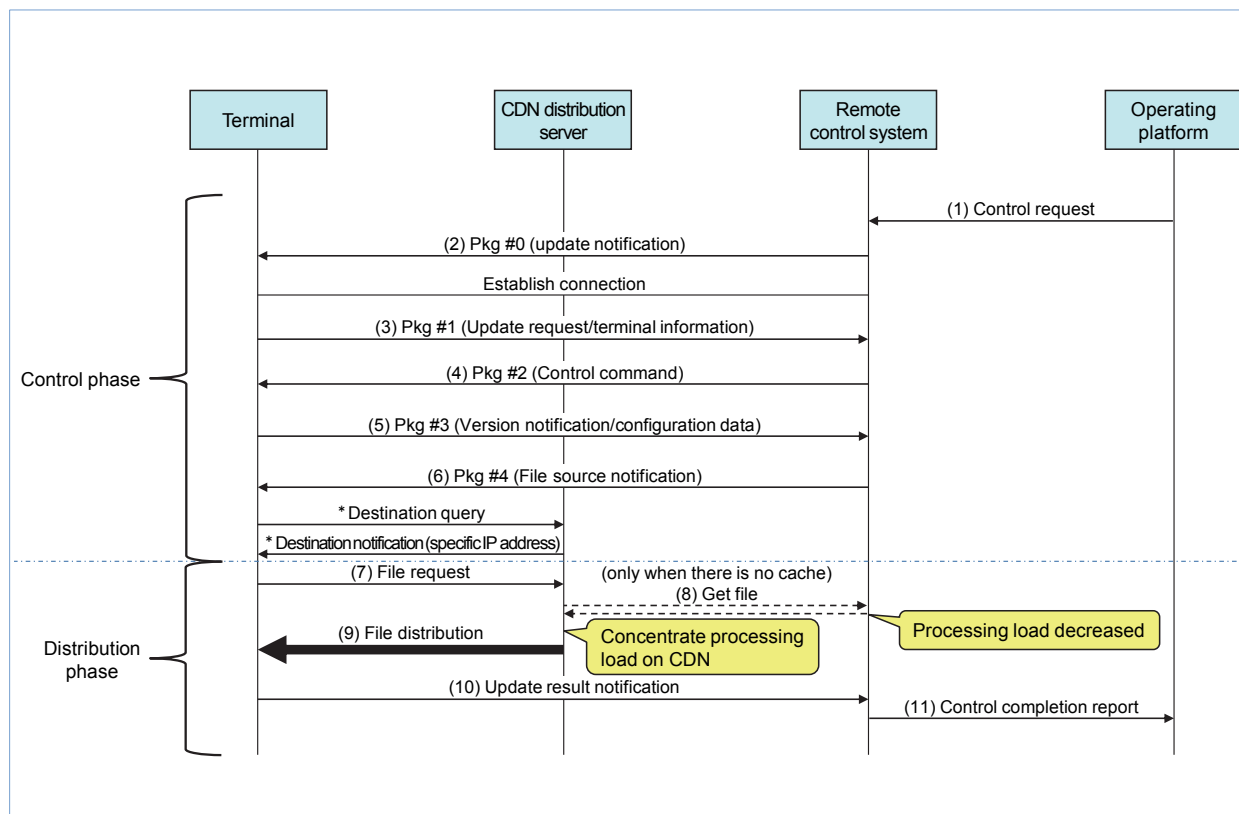 Terminal
CDN distribution
server
Remote
control system
Operating
platform
(1) Control request
(2) Pkg #0 (update notification)
Establish connection
(3) Pkg #1 (Update request/terminal information)
Control phase
(4) Pkg #2 (Control command)
(5) Pkg #3 (Version notification/configuration data)
(6) Pkg #4 (File source notification)
* Destination query
* Destination notification (specific IP address)
(7) File request
(only when there is no cache)
(8) Get file
Distribution
phase
(9) File distribution
Concentrate processing
load on CDN
Processing load decreased
(10) Update result notification
(11) Control completion report